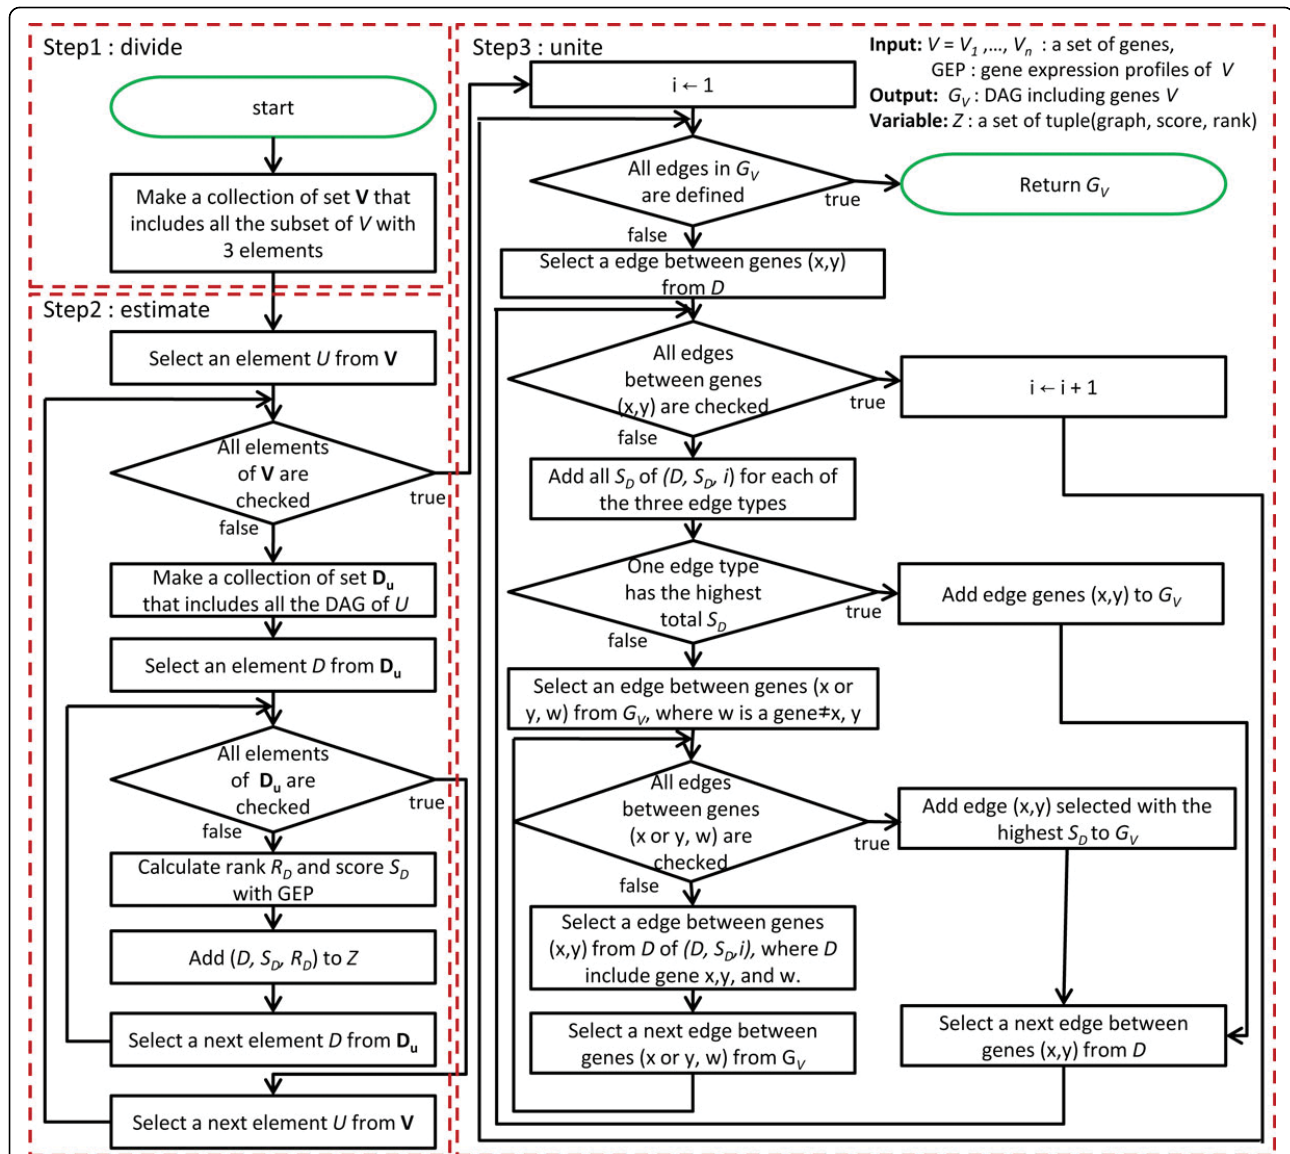 Step1 : divide
start
Make a collection of set V that
includes all the subset of V with
3 elements
Step2 : estimate
Select an element U from V
All elements
of V are
checked
true
false
Make a collection of set Du
that includes all the DAG of U
Select an element D from Du
All elements
of Du are
checked
true
false
Calculate rank RD and score SD
with GEP
Add (D, SD, RD) to Z
Select a next element D from Du
Select a next element U from V
Step3 : unite
Input: V = V1 ,..., Vn : a set of genes,
GEP : gene expression profiles of V
Output: GV : DAG including genes V
Variable: Z : a set of tuple(graph, score, rank)
i ← 1
All edges in GV
are defined
true
false
Return GV
Select a edge between genes (x,y)
from D
All edges
between genes
(x,y) are checked
true
false
i ← i + 1
Add all SD of (D, SD, i) for each of
the three edge types
One edge type
has the highest
total SD
true
false
Add edge genes (x,y) to GV
Select an edge between genes (x or
y, w) from GV, where w is a gene≠x, y
All edges
between genes
(x or y, w) are
checked
true
false
Add edge (x,y) selected with the
highest SD to GV
Select a edge between genes
(x,y) from D of (D, SD,i), where D
include gene x,y, and w.
Select a next edge between
genes (x or y, w) from GV
Select a next edge between
genes (x,y) from D